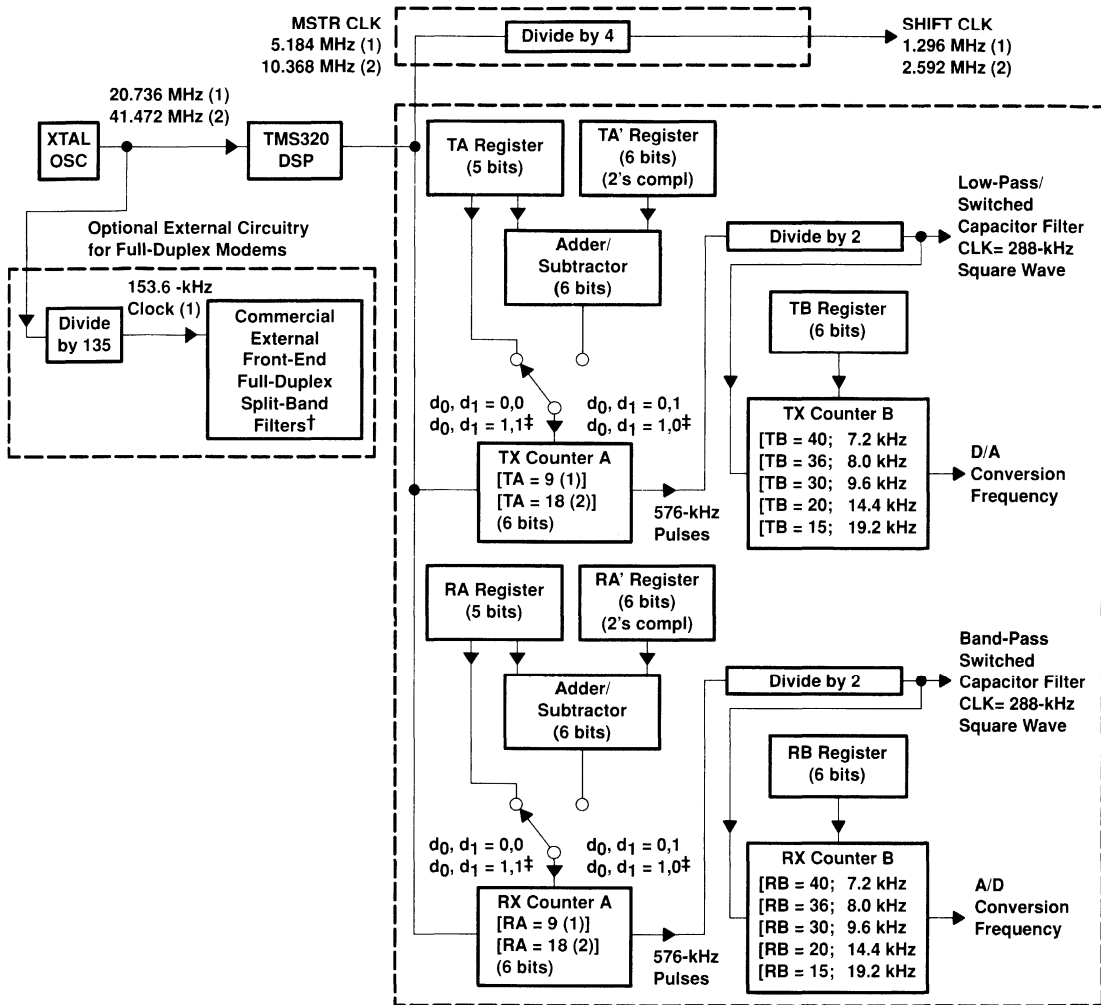 MSTR CLK
5.184 MHz (1)
10.368 MHz (2)
Divide by 4
SHIFT CLK
1.296 MHz (1)
2.592 MHz (2)
20.736 MHz (1)
41.472 MHz (2)
XTAL
OSC
TMS320
DSP
Optional External Circuitry
for Full-Duplex Modems
153.6 -kHz
Clock (1)
Divide
by 135
Commercial
External
Front-End
Full-Duplex
Split-Band
Filters†
TA Register
(5 bits)
TA' Register
(6 bits)
(2's compl)
Adder/
Subtractor
(6 bits)
d0, d1 = 0,0
d0, d1 = 1,1‡
d0, d1 = 0,1
d0, d1 = 1,0‡
TX Counter A
[TA = 9 (1)]
[TA = 18 (2)]
(6 bits)
576-kHz
Pulses
Divide by 2
Low-Pass/
Switched
Capacitor Filter
CLK= 288-kHz
Square Wave
TB Register
(6 bits)
TX Counter B
[TB = 40; 7.2 kHz
[TB = 36; 8.0 kHz
[TB = 30; 9.6 kHz
[TB = 20; 14.4 kHz
[TB = 15; 19.2 kHz
D/A
Conversion
Frequency
RA Register
(5 bits)
RA' Register
(6 bits)
(2's compl)
Adder/
Subtractor
(6 bits)
d0, d1 = 0,0
d0, d1 = 1,1‡
d0, d1 = 0,1
d0, d1 = 1,0‡
RX Counter A
[RA = 9 (1)]
[RA = 18 (2)]
(6 bits)
576-kHz
Pulses
Divide by 2
Band-Pass
Switched
Capacitor Filter
CLK= 288-kHz
Square Wave
RB Register
(6 bits)
RX Counter B
[RB = 40; 7.2 kHz
[RB = 36; 8.0 kHz
[RB = 30; 9.6 kHz
[RB = 20; 14.4 kHz
[RB = 15; 19.2 kHz
A/D
Conversion
Frequency